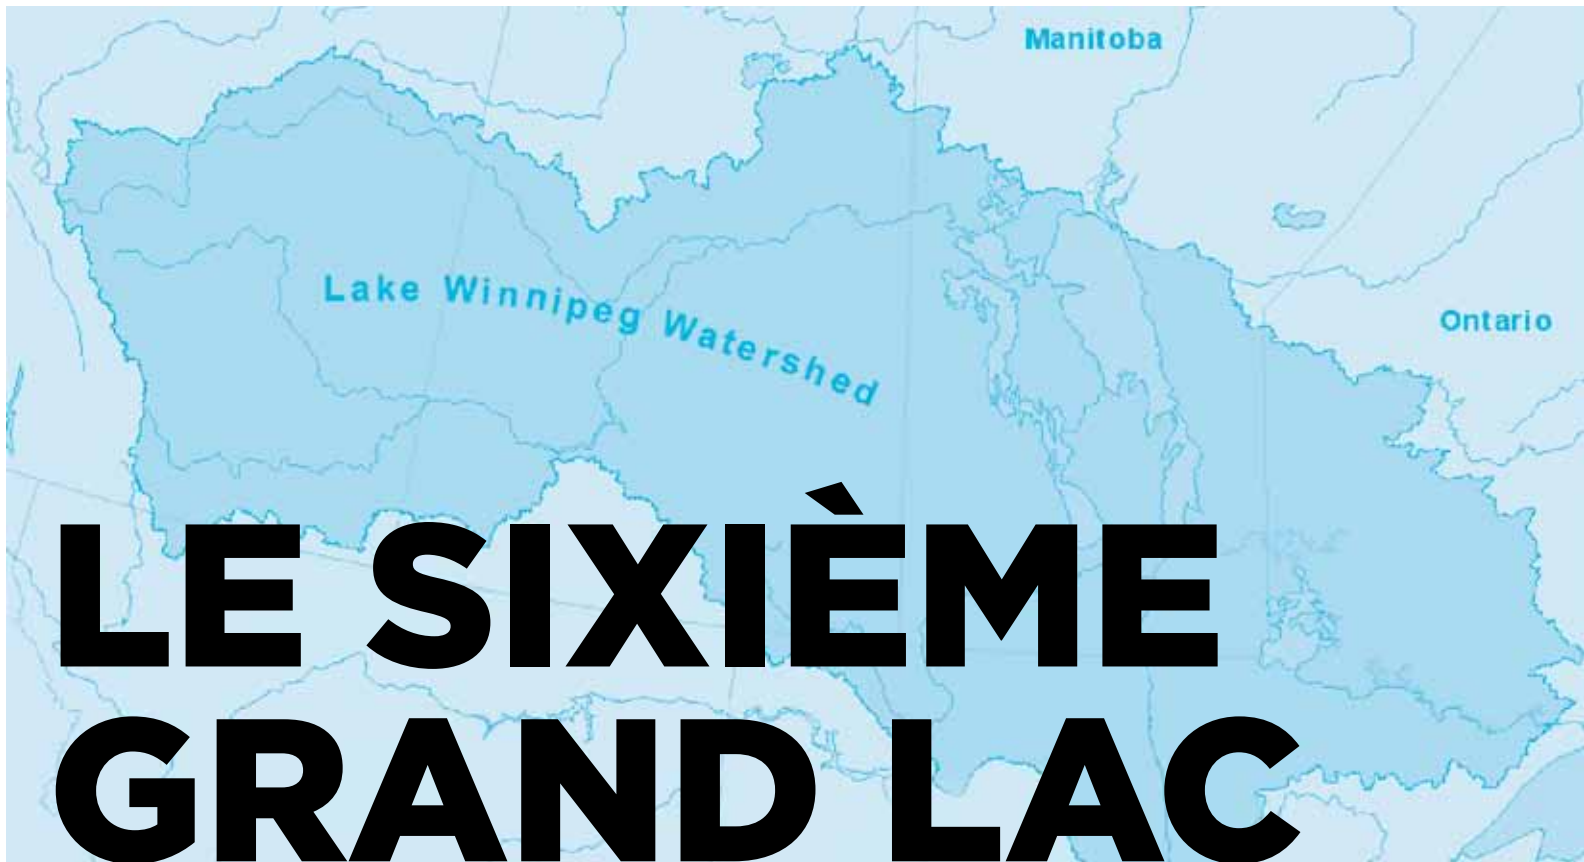 Manitoba
Ontario
Lake Winnipeg Watershed
LE SIXIÈME
GRAND LAC